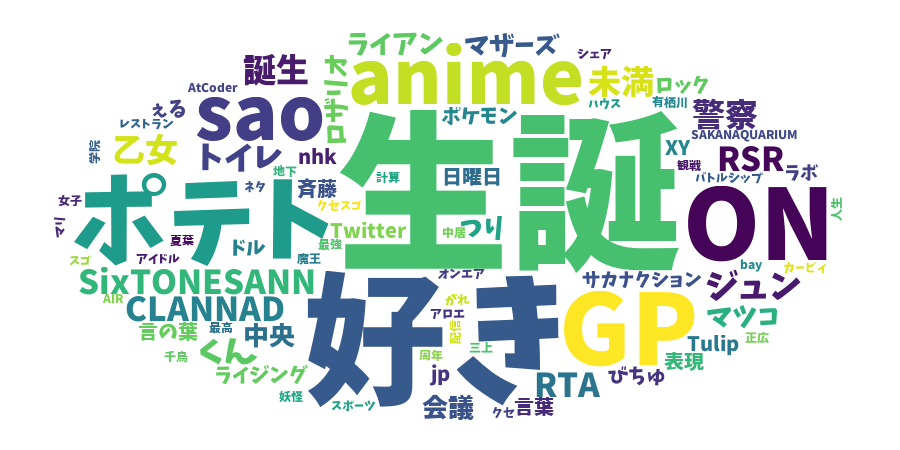 ライアン
マザーズ
シェア
誕生
ロザリオ
anime
未満
ロック
AtCoder
ハウス
有栖川
える
sao
ポケモン
警察
レストラン
SAKANAQUARIUM
学院
乙女
トイレ
nhk
生誕
XY
RSR
観戦
ラボ
地下
計算
日曜日
バトルシップ
女子
ポテト
ネタ
斉藤
ON
クセスゴ
人生
ハマ
夏葉
ドル
Twitter
中居
つり
最強
スゴ
アイドル
魔王
bay
カービィ
SixTONESANN
オンエア
サカナクション
ジュン
AIR
CLANNAD
好き
がれ
GP
アロエ
マツコ
言の葉
最高
中央
配信
正広
千鳥
くん
周年
三上
Tulip
表現
ライジング
jp
RTA
びちゅ
妖怪
スポーツ
会議
クセ
言葉